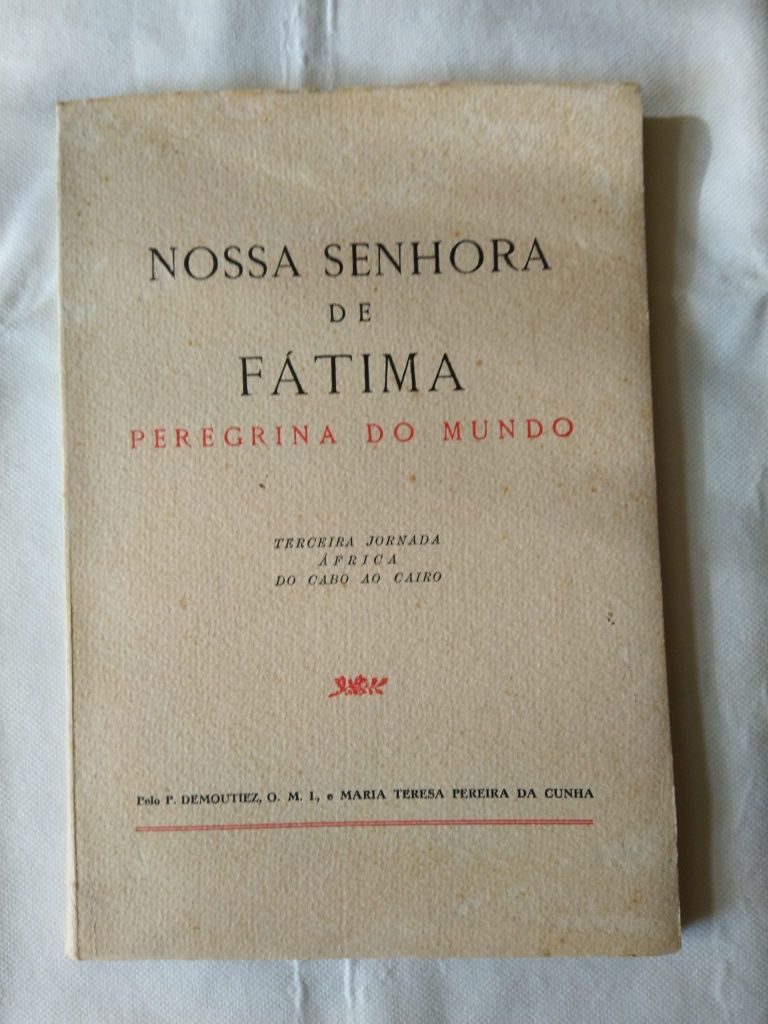 NOSSA SENHORA
DE
FÁTIMA
PEREGRINA DO MUNDO
TERCEIRA JORNADA
ÁFRICA
DO CABO AO CAIRO
Pelo P. DEMOUTIEZ, O. M. I., e MARIA TERESA PEREIRA DA CUNHA